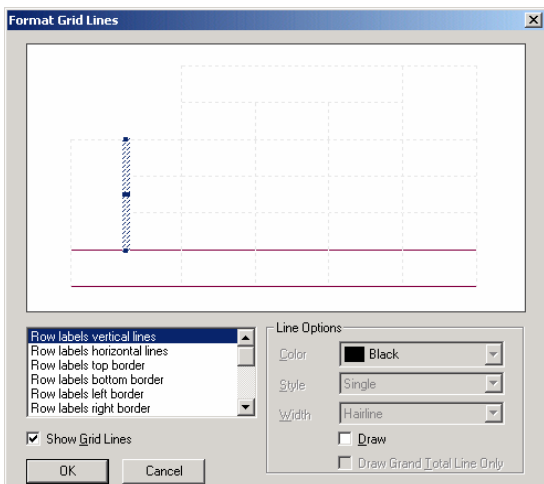 Format Grid Lines
Row labels vertical lines
Row labels horizontal lines
Row labels top border
Row labels bottom border
Row labels left border
Row labels right border
Show Grid Lines
OK
Cancel
Line Options
Color
Black
Style
Single
Width
Hairline
Draw
Draw Grand Total Line Only